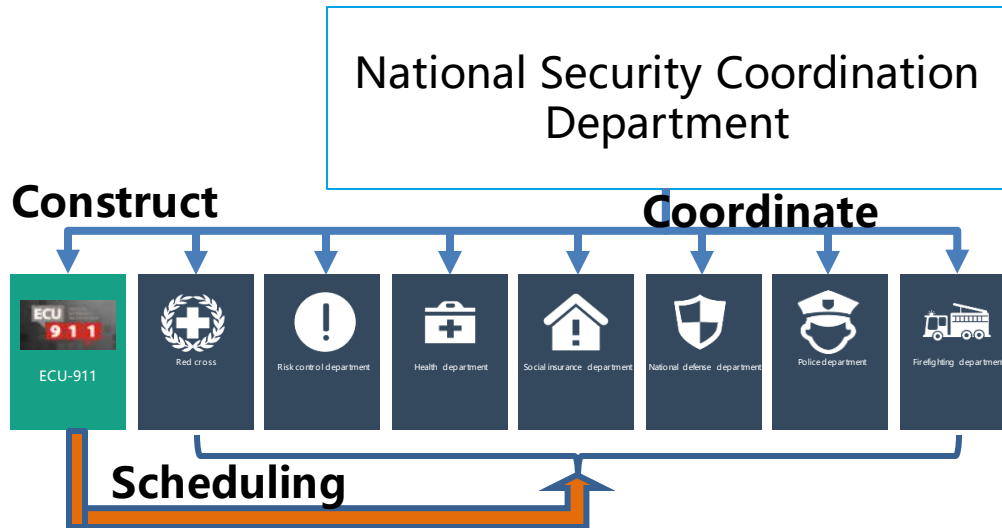 National Security Coordination
Department
Construct
Coordinate
ECU
911
ECU-911
Red cross
Risk control department
Health department
Social insurance department
National defense department
Police department
Firefighting department
Scheduling